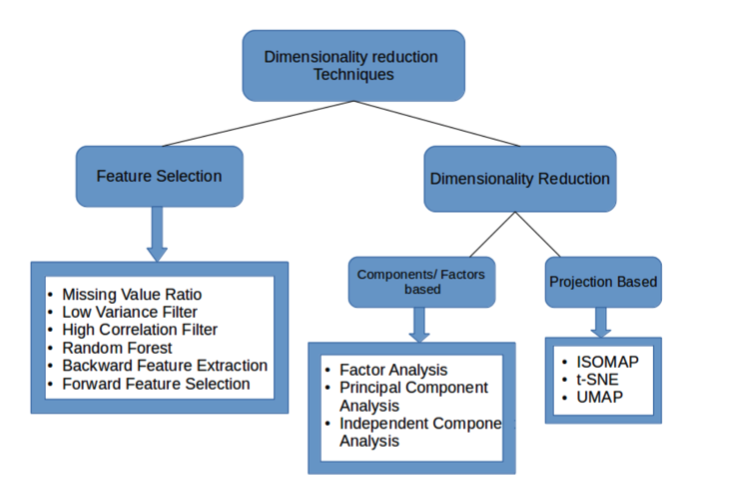 Dimensionality reduction
Techniques
Feature Selection
Dimensionality Reduction
• Missing Value Ratio
• Low Variance Filter
• High Correlation Filter
• Random Forest
• Backward Feature Extraction
• Forward Feature Selection
Components/ Factors
based
Projection Based
• Factor Analysis
• Principal Component
Analysis
• Independent Compone
Analysis
• ISOMAP
• t-SNE
• UMAP